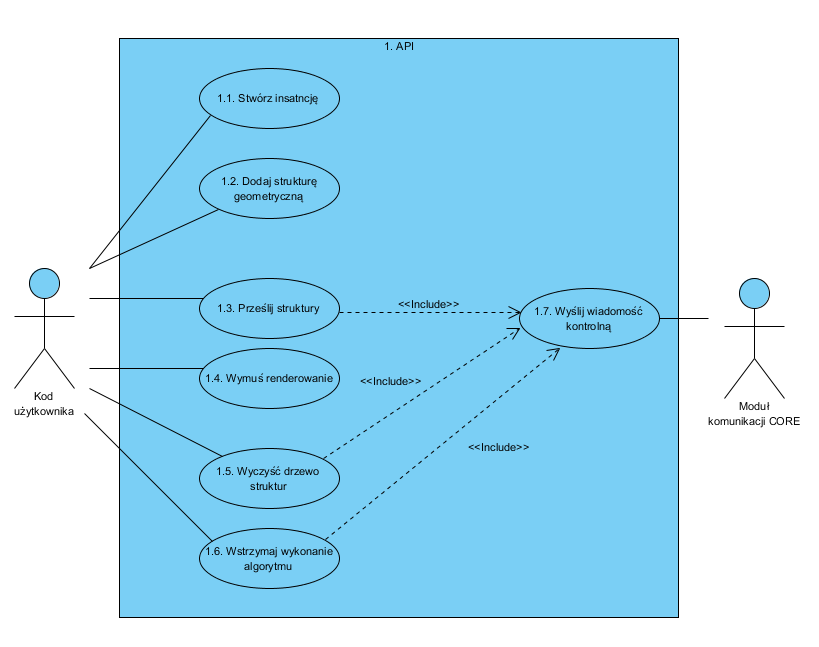 1. API
1.1. Stwórz insatncję
1.2. Dodaj strukturę
geometryczną
1.3. Prześlij struktury
<<Include>>
1.7. Wyślij wiadomość
kontrolną
1.4. Wymuś renderowanie
<<Include>>
Kod
użytkownika
Moduł
komunikacji CORE
1.5. Wyczyść drzewo
struktur
<<Include>>
1.6. Wstrzymaj wykonanie
algorytmu